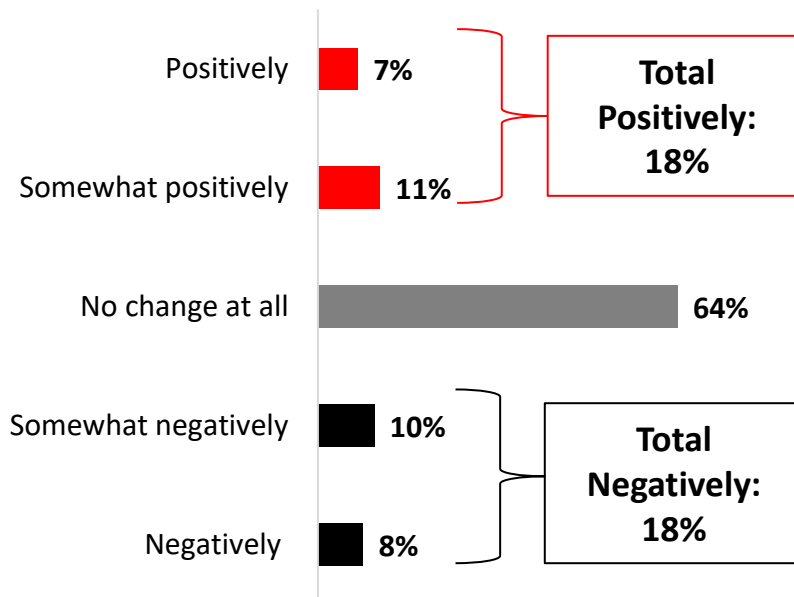 Positively
7%
Total
Positively:
18%
Somewhat positively
11%
No change at all
64%
Somewhat negatively
10%
Total
Negatively:
18%
Negatively
8%